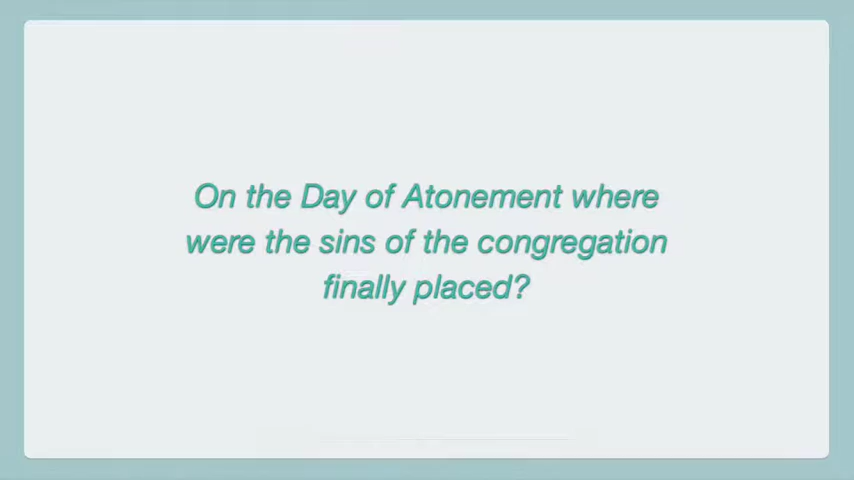 On the Day of Atonement where
were the sins of the congregation
finally placed?